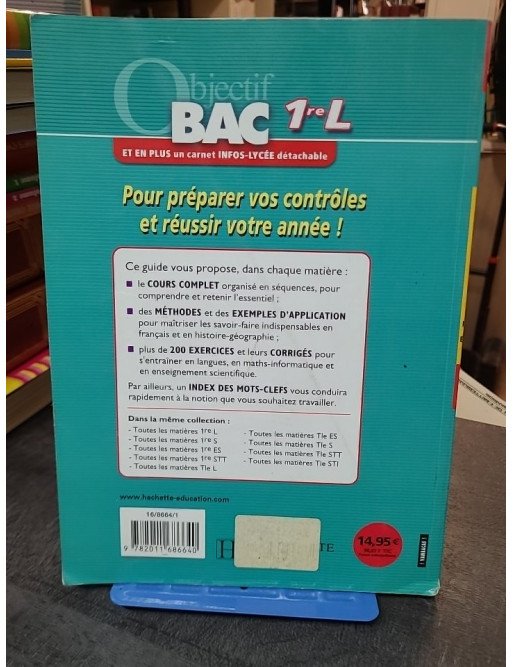 Objectif
BAC 1re L
ET EN PLUS un carnet INFOS-LYCÉE détachable
Pour préparer vos contrôles
et réussir votre année !
Ce guide vous propose, dans chaque matière :
■ le COURS COMPLET organisé en séquences, pour
comprendre et retenir l'essentiel ;
■ des MÉTHODES et des EXEMPLES D'APPLICATION
pour maîtriser les savoir-faire indispensables en
français et en histoire-géographie ;
■ plus de 200 EXERCICES et leurs CORRIGÉS pour
s'entraîner en langues, en maths-informatique et
en enseignement scientifique.
Par ailleurs, un INDEX DES MOTS-CLEFS vous conduira
rapidement à la notion que vous souhaitez travailler.
Dans la même collection :
- Toutes les matières 1re L
- Toutes les matières 1re S
- Toutes les matières 1re ES
- Toutes les matières 1re STT
- Toutes les matières Tle L
- Toutes les matières Tle ES
- Toutes les matières Tle S
- Toutes les matières Tle STT
- Toutes les matières Tle STI
www.hachette-education.com
16/8664/1
9 782011 686640
H
TE
14,95€